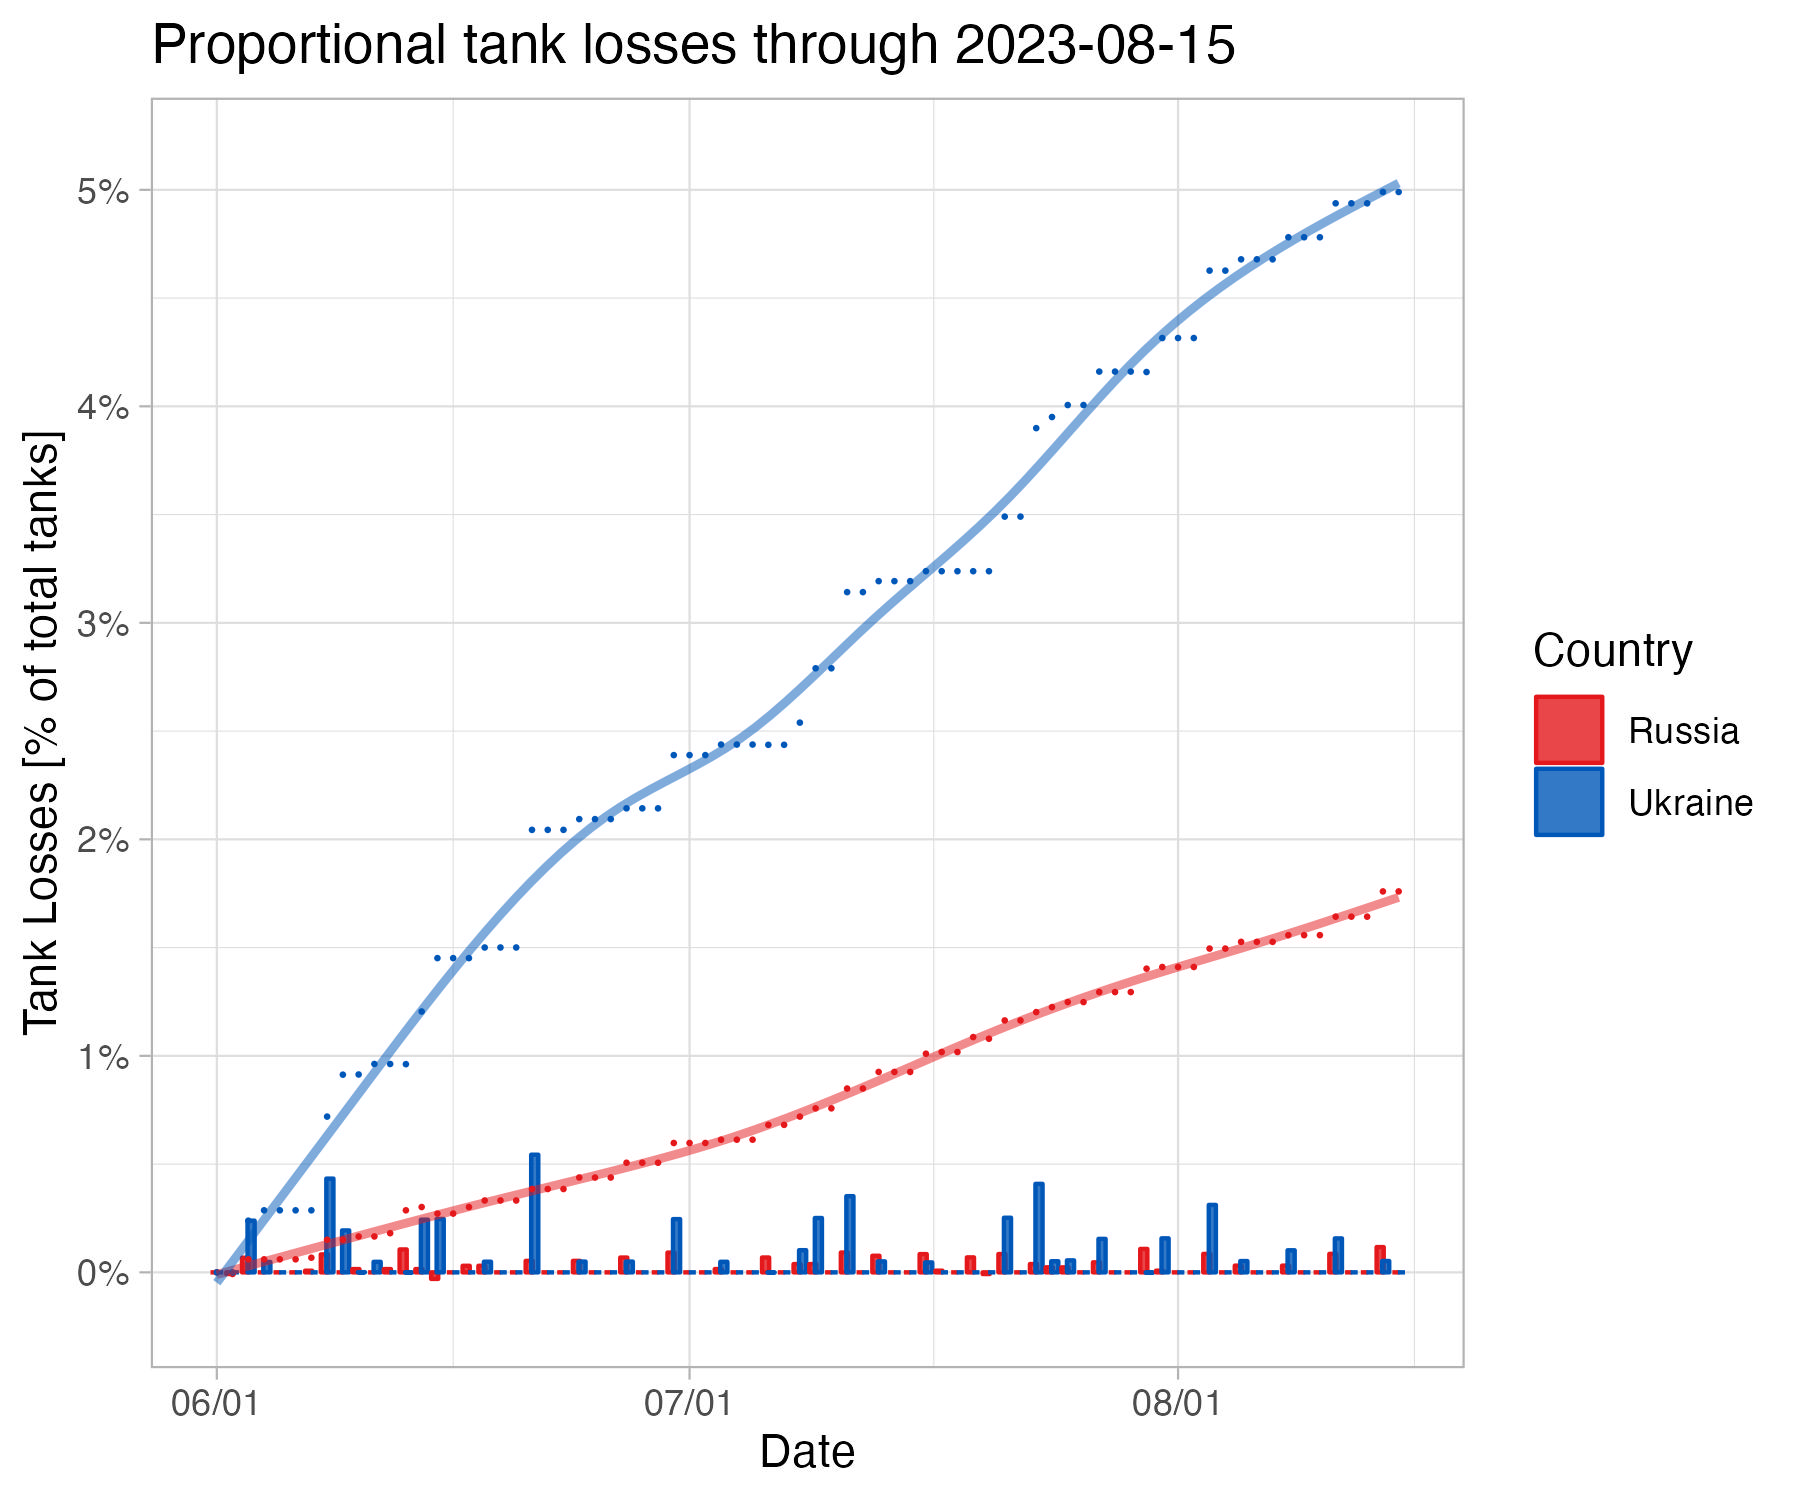 Proportional tank losses through 2023-08-15
Tank Losses [% of total tanks]
5%
4%
3%
2%
1%
0%
06/01
07/01
08/01
Date
Country
Russia
Ukraine